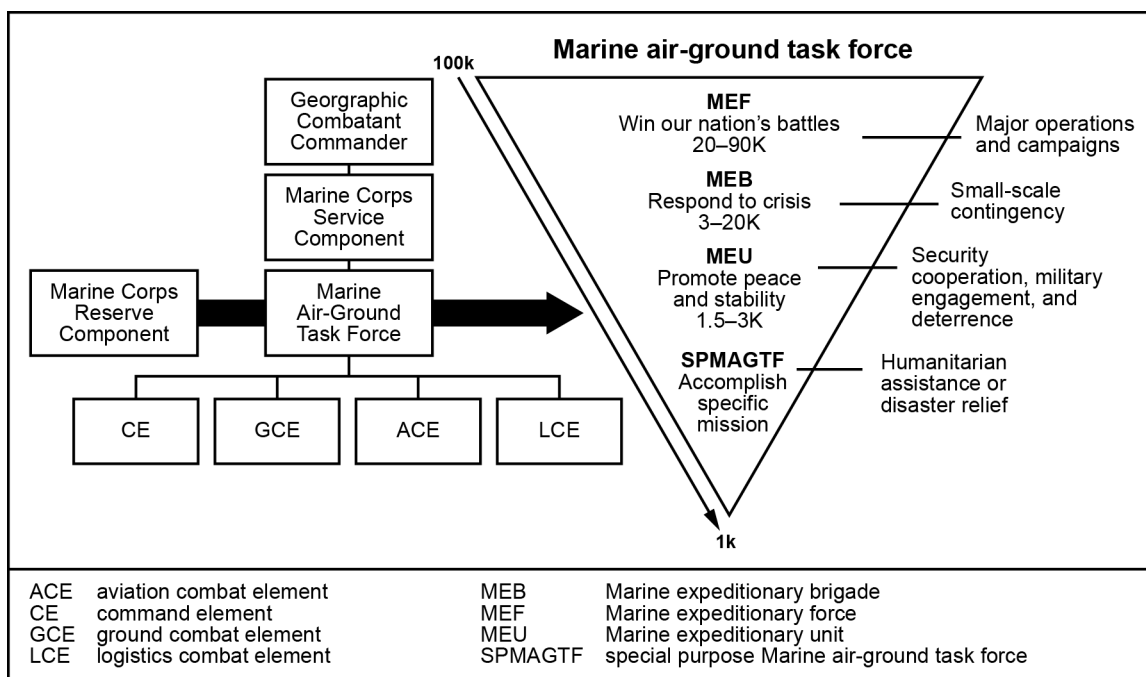 Marine air-ground task force
100k
Georgraphic
Combatant
Commander
Marine Corps
Service
Component
Marine Corps
Reserve
Component
Marine
Air-Ground
Task Force
CE
GCE
ACE
LCE
MEF
Win our nation’s battles
20–90K
Major operations
and campaigns
MEB
Respond to crisis
3–20K
Small-scale
contingency
MEU
Promote peace
and stability
1.5–3K
Security
cooperation, military
engagement, and
deterrence
SPMAGTF
Accomplish
specific
mission
Humanitarian
assistance or
disaster relief
1k
ACE aviation combat element
CE command element
GCE ground combat element
LCE logistics combat element
MEB Marine expeditionary brigade
MEF Marine expeditionary force
MEU Marine expeditionary unit
SPMAGTF special purpose Marine air-ground task force